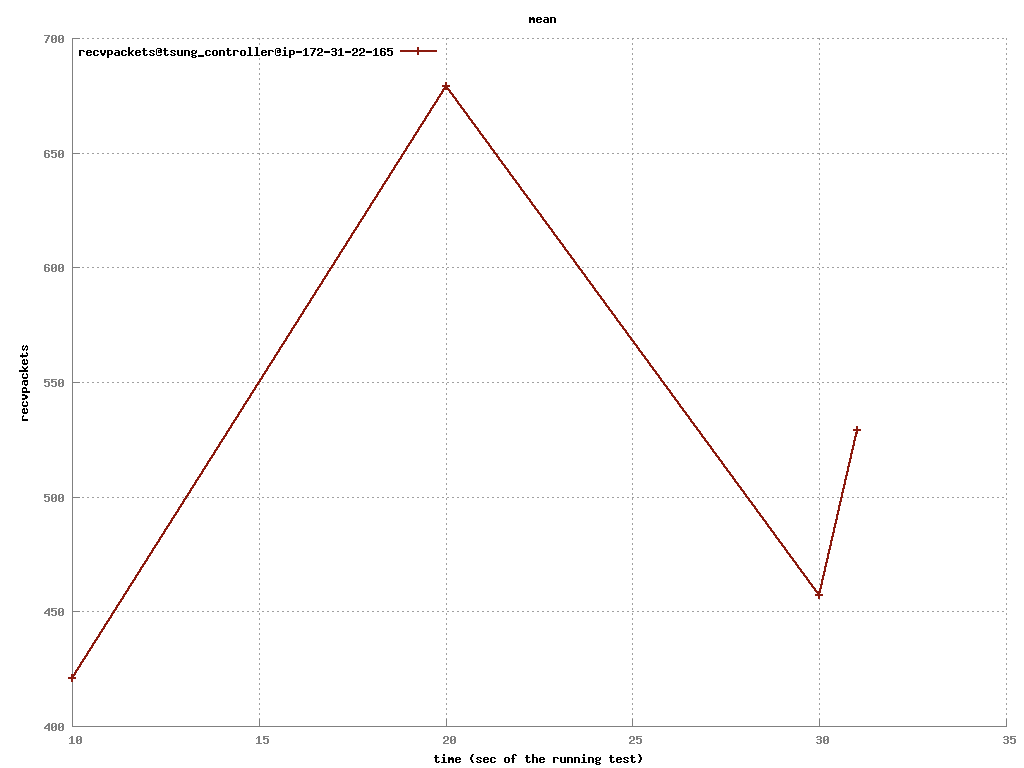 mean
700
recvpackets@tsung_controller@ip-172-31-22-165
650
600
550
500
450
400
recvpackets
10 15 20 25 30 35
time (sec of the running test)